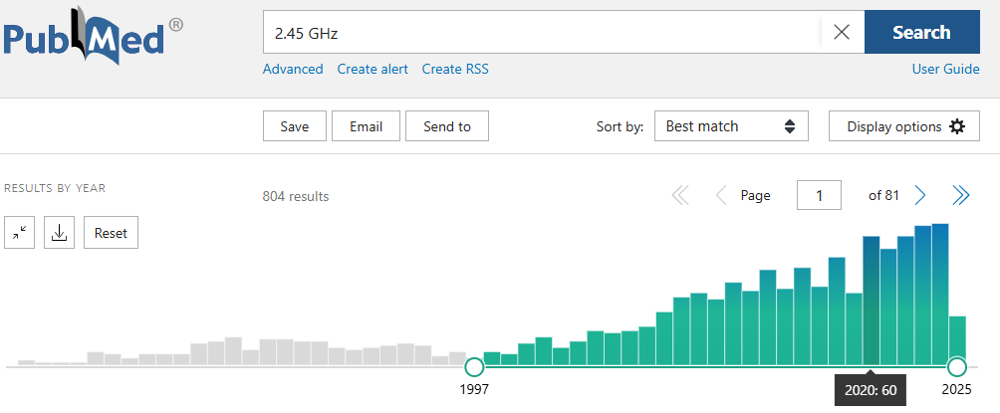 PubMed®
2.45 GHz
Search
Advanced Create alert Create RSS User Guide
Save Email Send to Sort by: Best match Display options
RESULTS BY YEAR
804 results Page 1 of 81
Reset
1997 2020: 60 2025